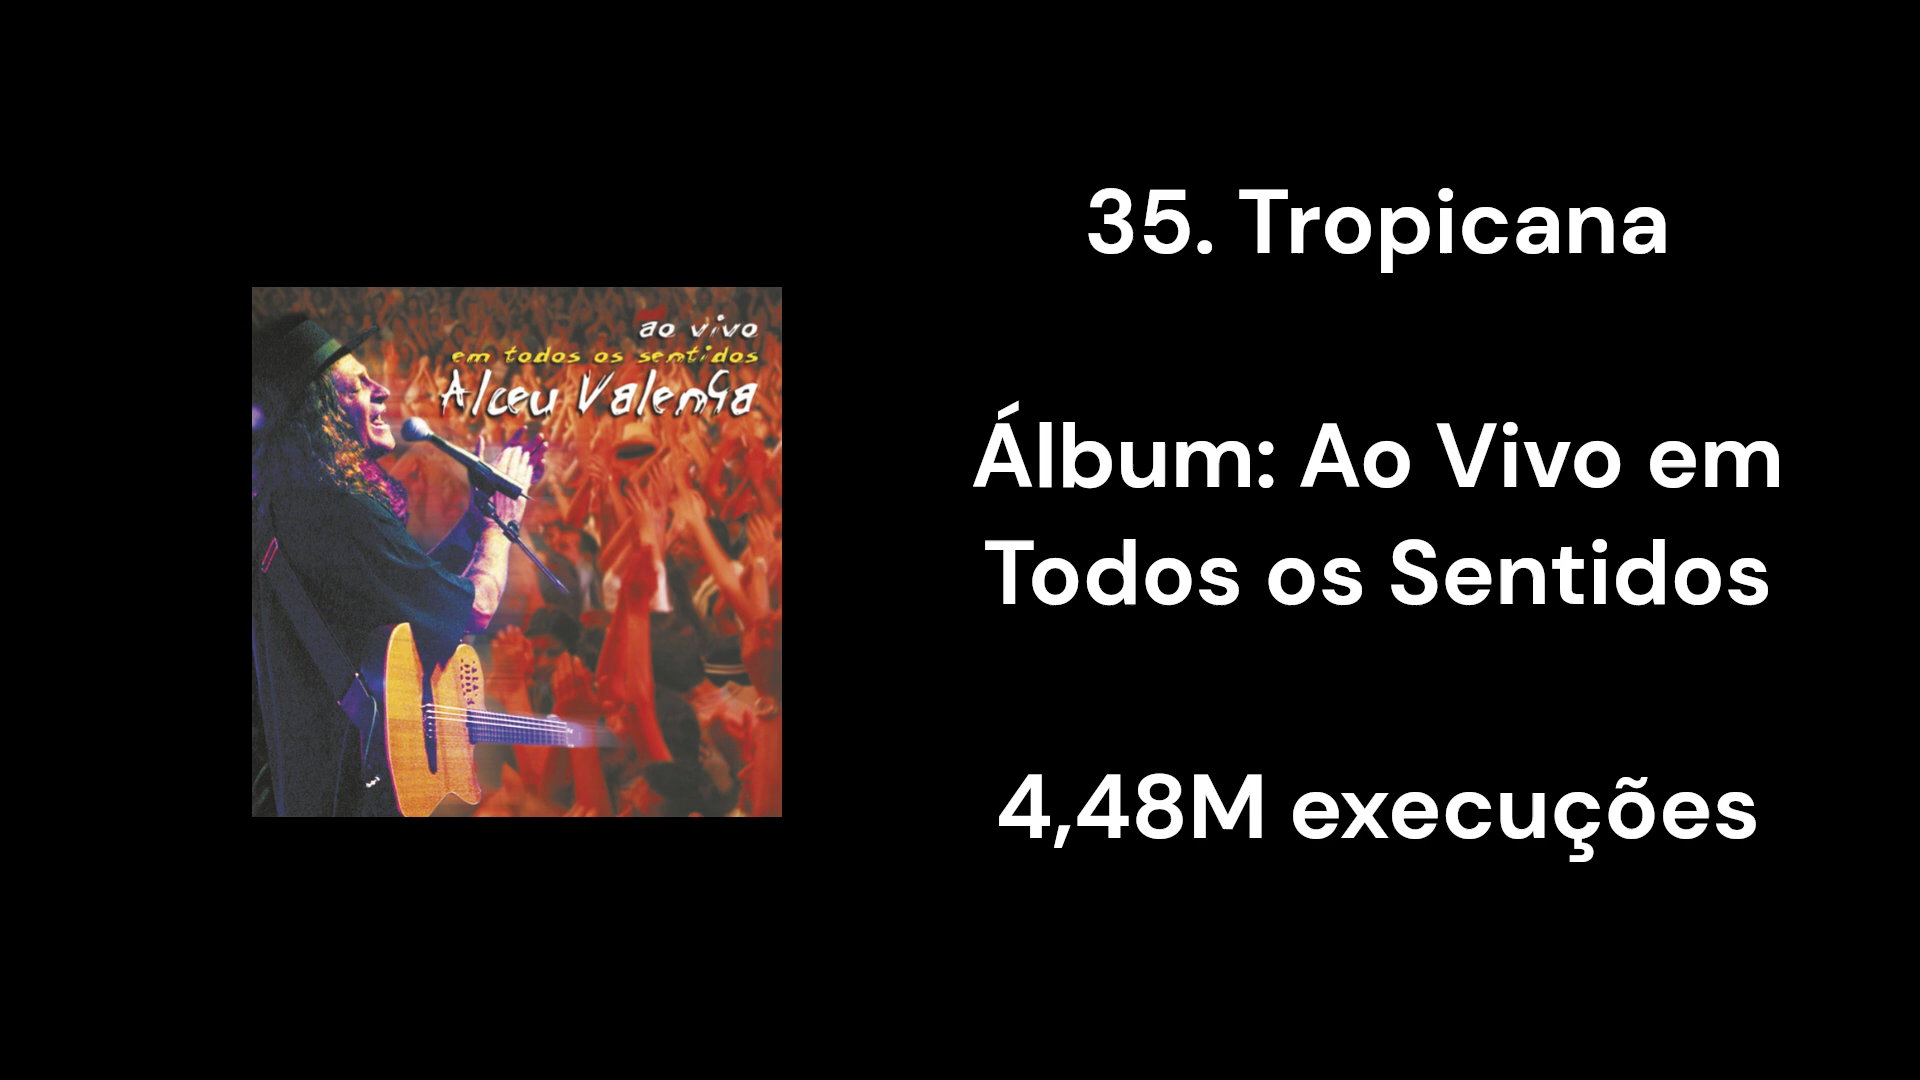 ao vivo
em todos os sentidos
Alceu Valença
35. Tropicana
Álbum: Ao Vivo em
Todos os Sentidos
4,48M execuções